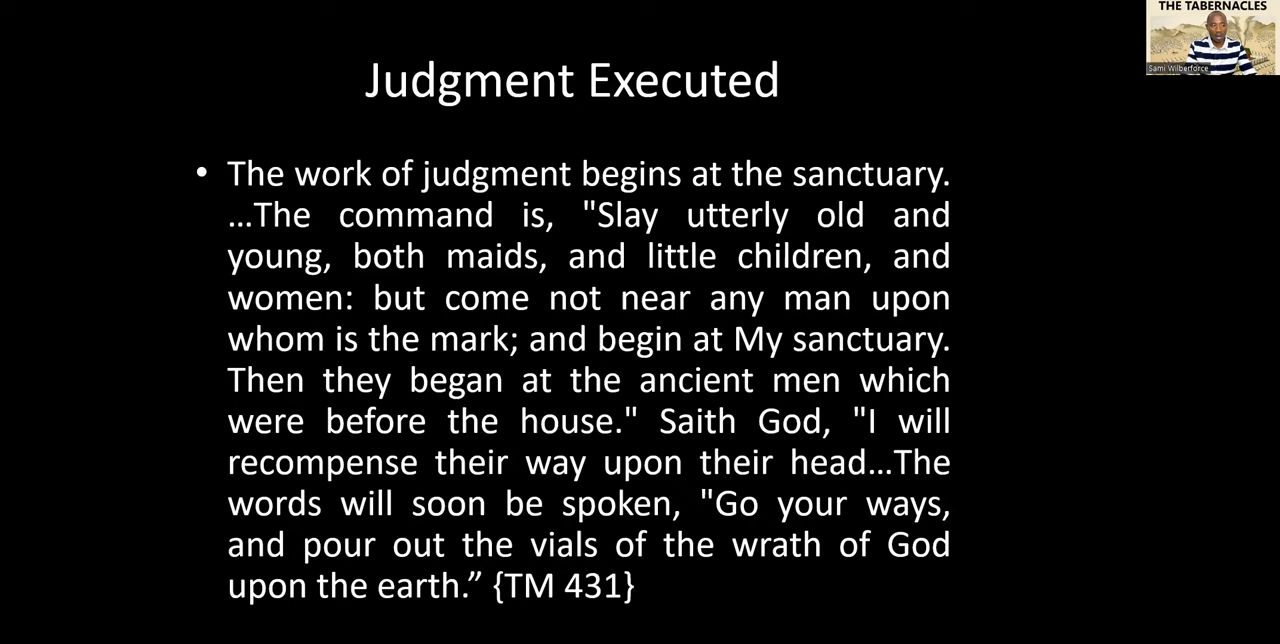 THE TABERNACLES
Sami Wilberforce
Judgment Executed
• The work of judgment begins at the sanctuary.
…The command is, "Slay utterly old and
young, both maids, and little children, and
women: but come not near any man upon
whom is the mark; and begin at My sanctuary.
Then they began at the ancient men which
were before the house." Saith God, "I will
recompense their way upon their head…The
words will soon be spoken, "Go your ways,
and pour out the vials of the wrath of God
upon the earth.” {TM 431}